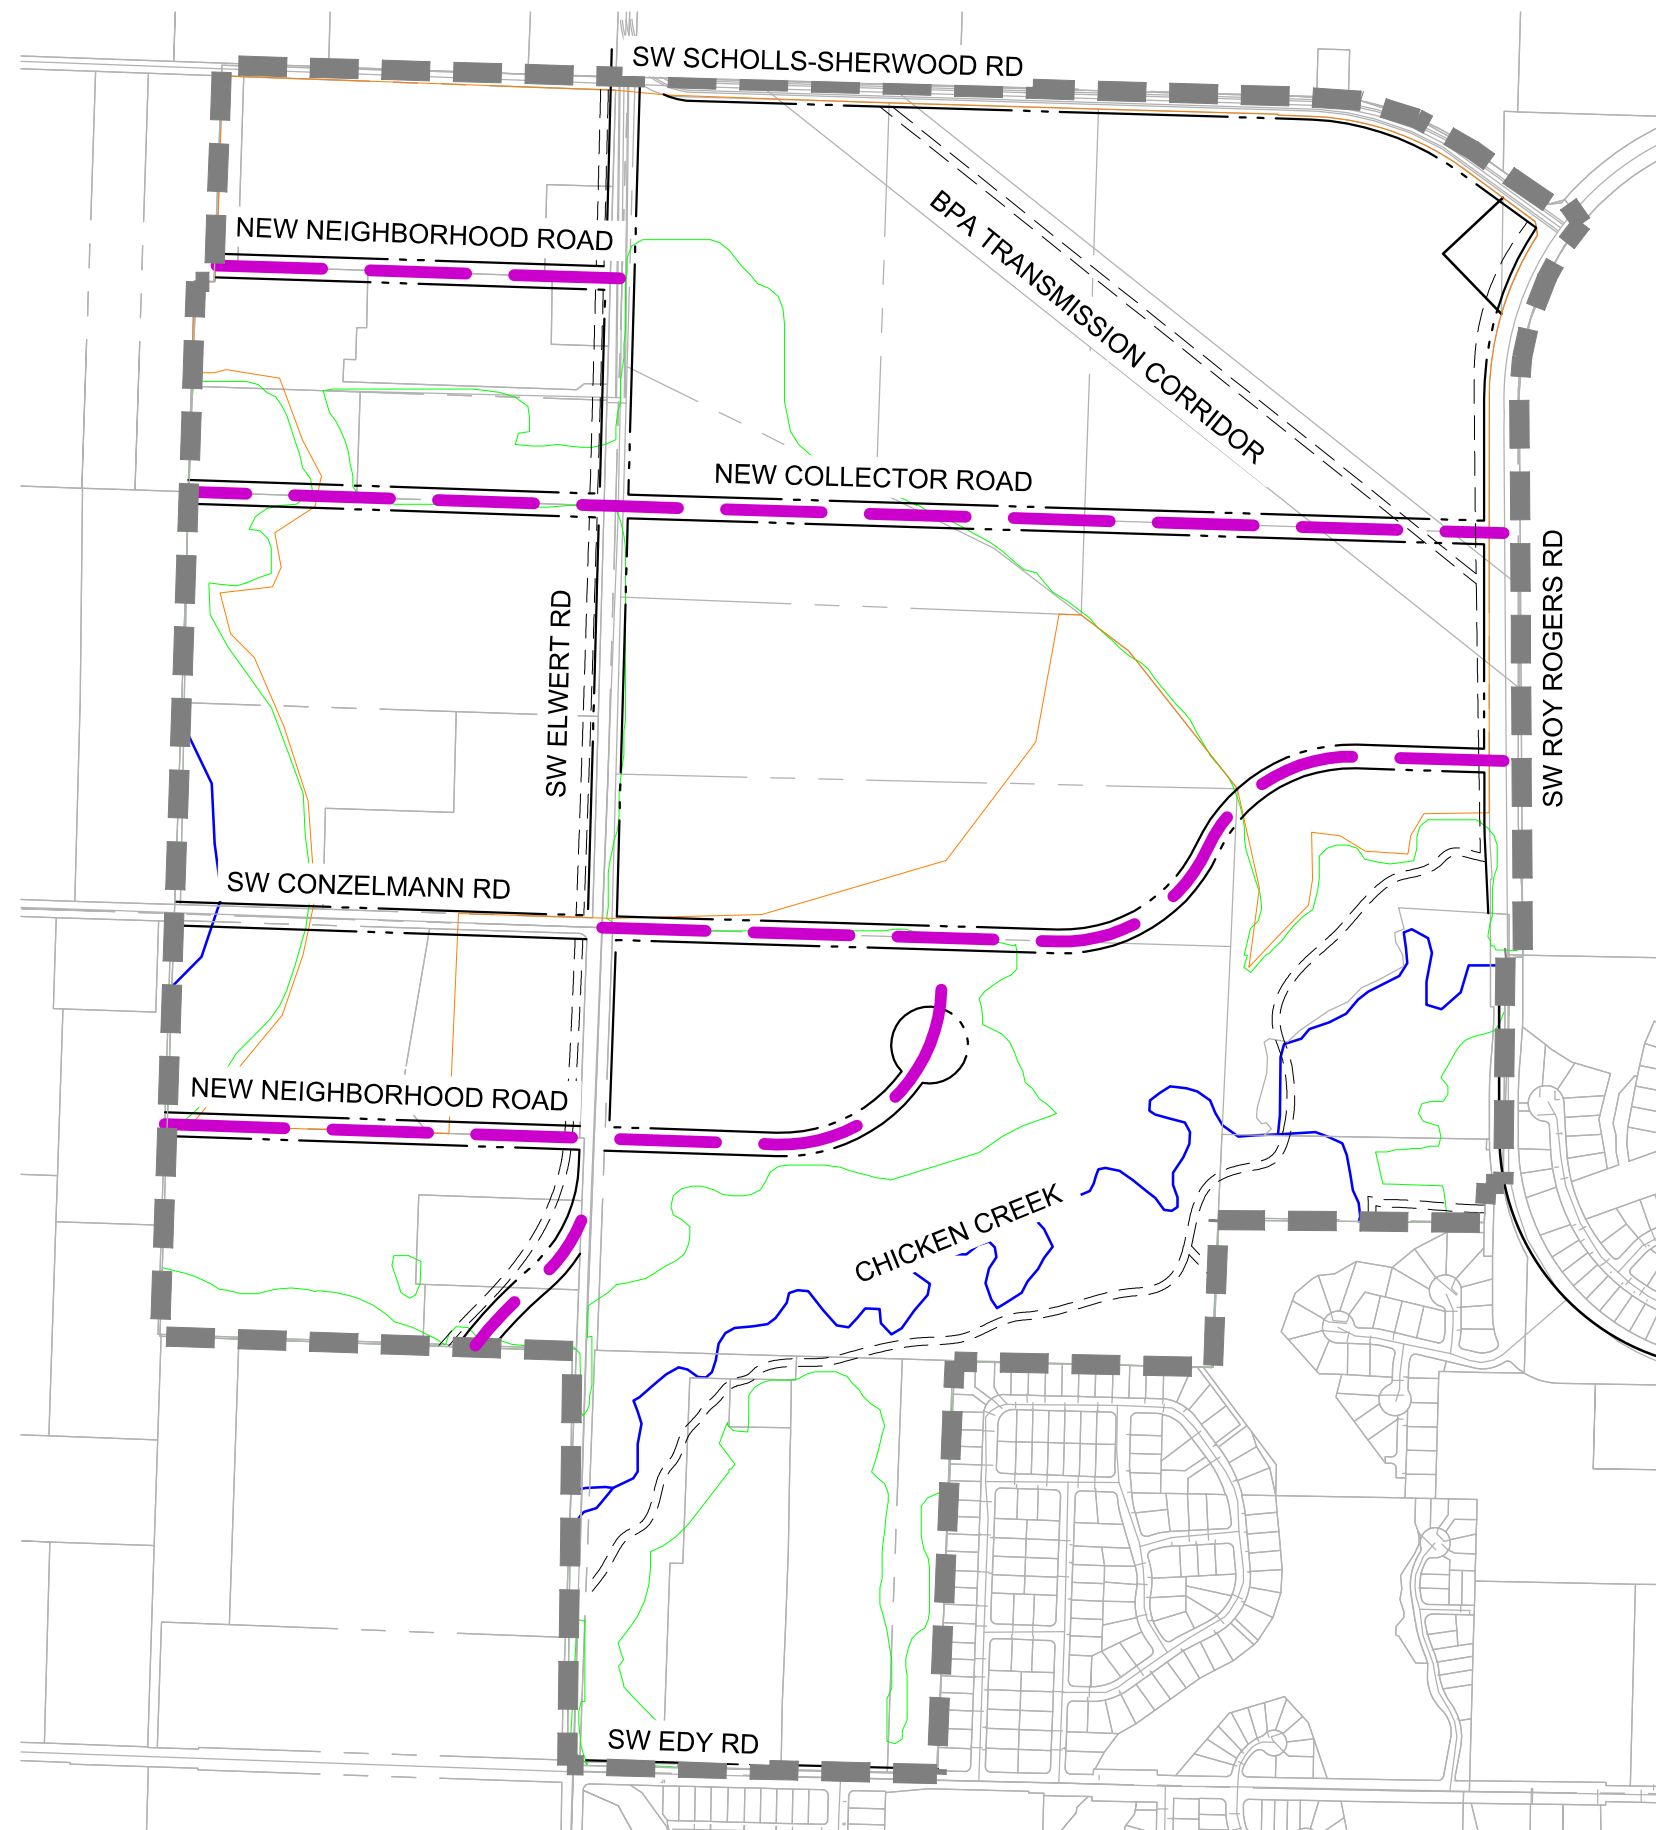 SW SCHOLLS-SHERWOOD RD
NEW NEIGHBORHOOD ROAD
BPA TRANSMISSION CORRIDOR
NEW COLLECTOR ROAD
SW ELWERT RD
SW ROY ROGERS RD
SW CONZELMANN RD
NEW NEIGHBORHOOD ROAD
CHICKEN CREEK
SW EDY RD